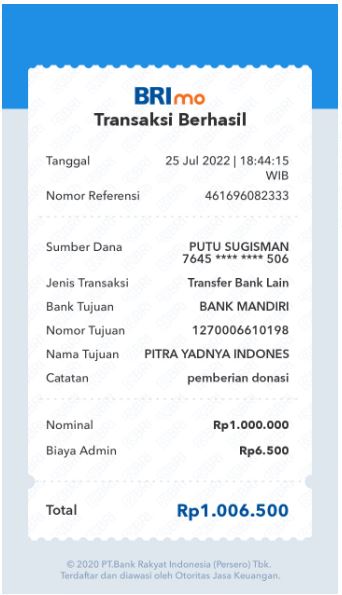 BRImo
Transaksi Berhasil
Tanggal 25 Jul 2022 | 18:44:15
WIB
Nomor Referensi 461696082333
Sumber Dana PUTU SUGISMAN
7645 **** **** 506
Jenis Transaksi Transfer Bank Lain
Bank Tujuan BANK MANDIRI
Nomor Tujuan 1270006610198
Nama Tujuan PITRA YADNYA INDONES
Catatan pemberian donasi
Nominal Rp1.000.000
Biaya Admin Rp6.500
Total Rp1.006.500
© 2020 PT.Bank Rakyat Indonesia (Persero) Tbk.
Terdaftar dan diawasi oleh Otoritas Jasa Keuangan.